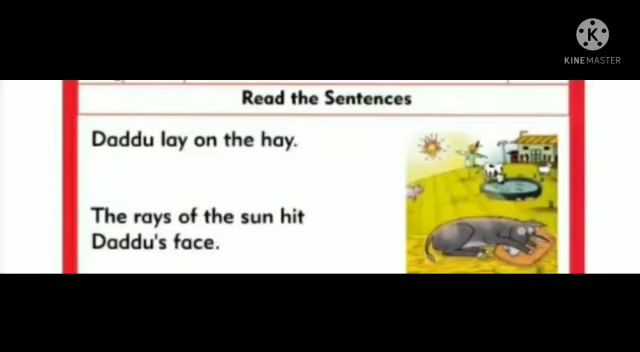 K
KINEMASTER
Read the Sentences
Daddu lay on the hay.
The rays of the sun hit
Daddu's face.